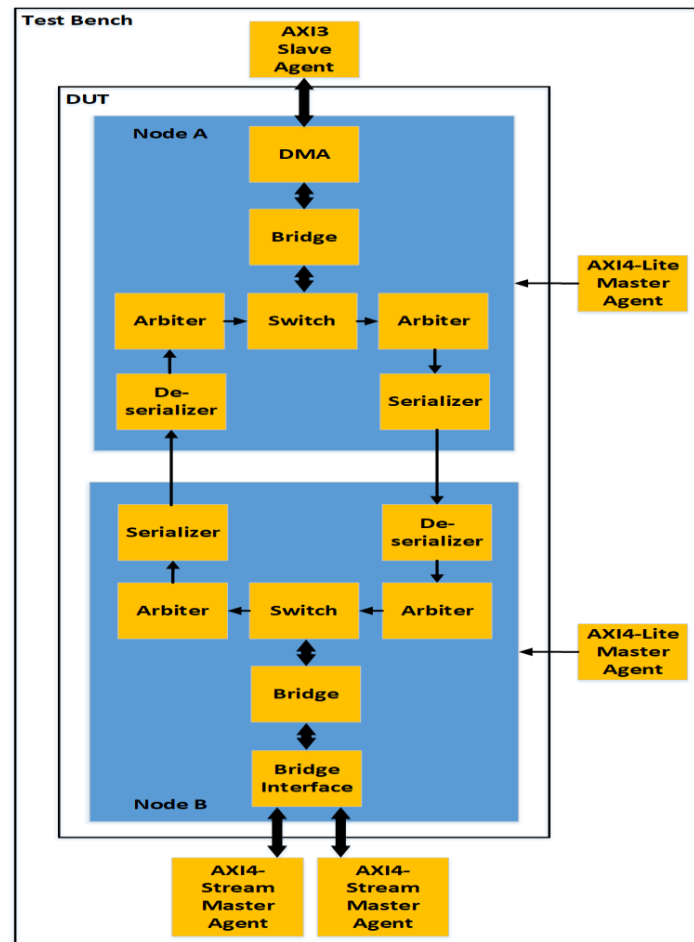 Test Bench
AXI3
Slave
Agent
DUT
Node A
DMA
Bridge
AXI4-Lite
Master
Agent
Arbiter
Switch
Arbiter
De-
serializer
Serializer
Serializer
De-
serializer
Arbiter
Switch
Arbiter
AXI4-Lite
Master
Agent
Bridge
Bridge
Interface
Node B
AXI4-
Stream
Master
Agent
AXI4-
Stream
Master
Agent